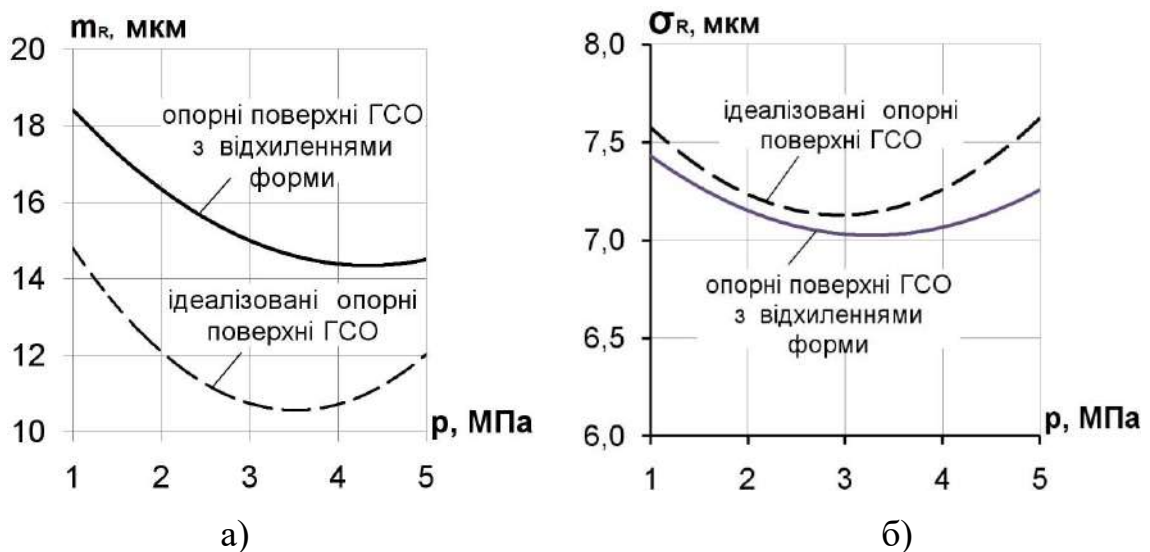 mR, мкм
20
18
16
14
12
10
опорні поверхні ГСО
з відхиленнями
форми
ідеалізовані опорні
поверхні ГСО
p, МПа
1 2 3 4 5
а)
σR, мкм
8,0
7,5
7,0
6,5
6,0
ідеалізовані опорні
поверхні ГСО
опорні поверхні ГСО
з відхиленнями
форми
p, МПа
1 2 3 4 5
б)